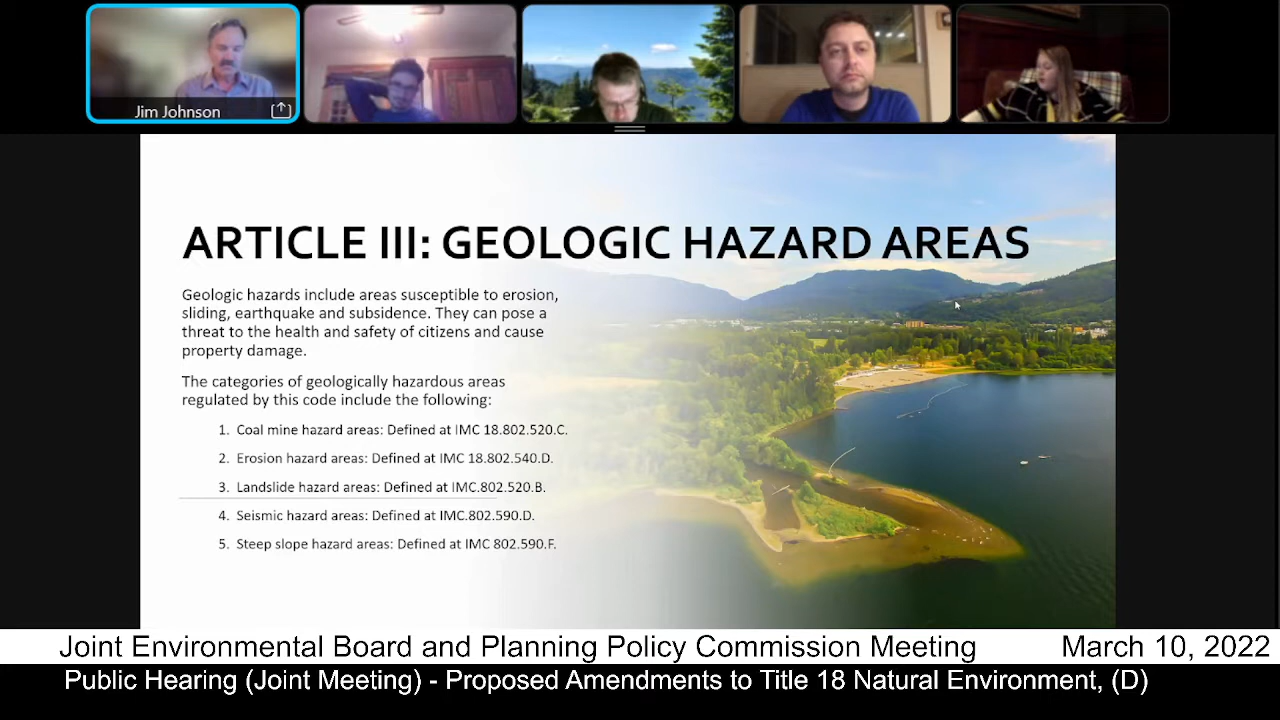 Jim Johnson
ARTICLE III: GEOLOGIC HAZARD AREAS
Geologic hazards include areas susceptible to erosion,
sliding, earthquake and subsidence. They can pose a
threat to the health and safety of citizens and cause
property damage.
The categories of geologically hazardous areas
regulated by this code include the following:
1. Coal mine hazard areas: Defined at IMC 18.802.520.C.
2. Erosion hazard areas: Defined at IMC 18.802.540.D.
3. Landslide hazard areas: Defined at IMC.802.520.B.
4. Seismic hazard areas: Defined at IMC.802.590.D.
5. Steep slope hazard areas: Defined at IMC 802.590.F.
Joint Environmental Board and Planning Policy Commission Meeting March 10, 2022
Public Hearing (Joint Meeting) - Proposed Amendments to Title 18 Natural Environment, (D)